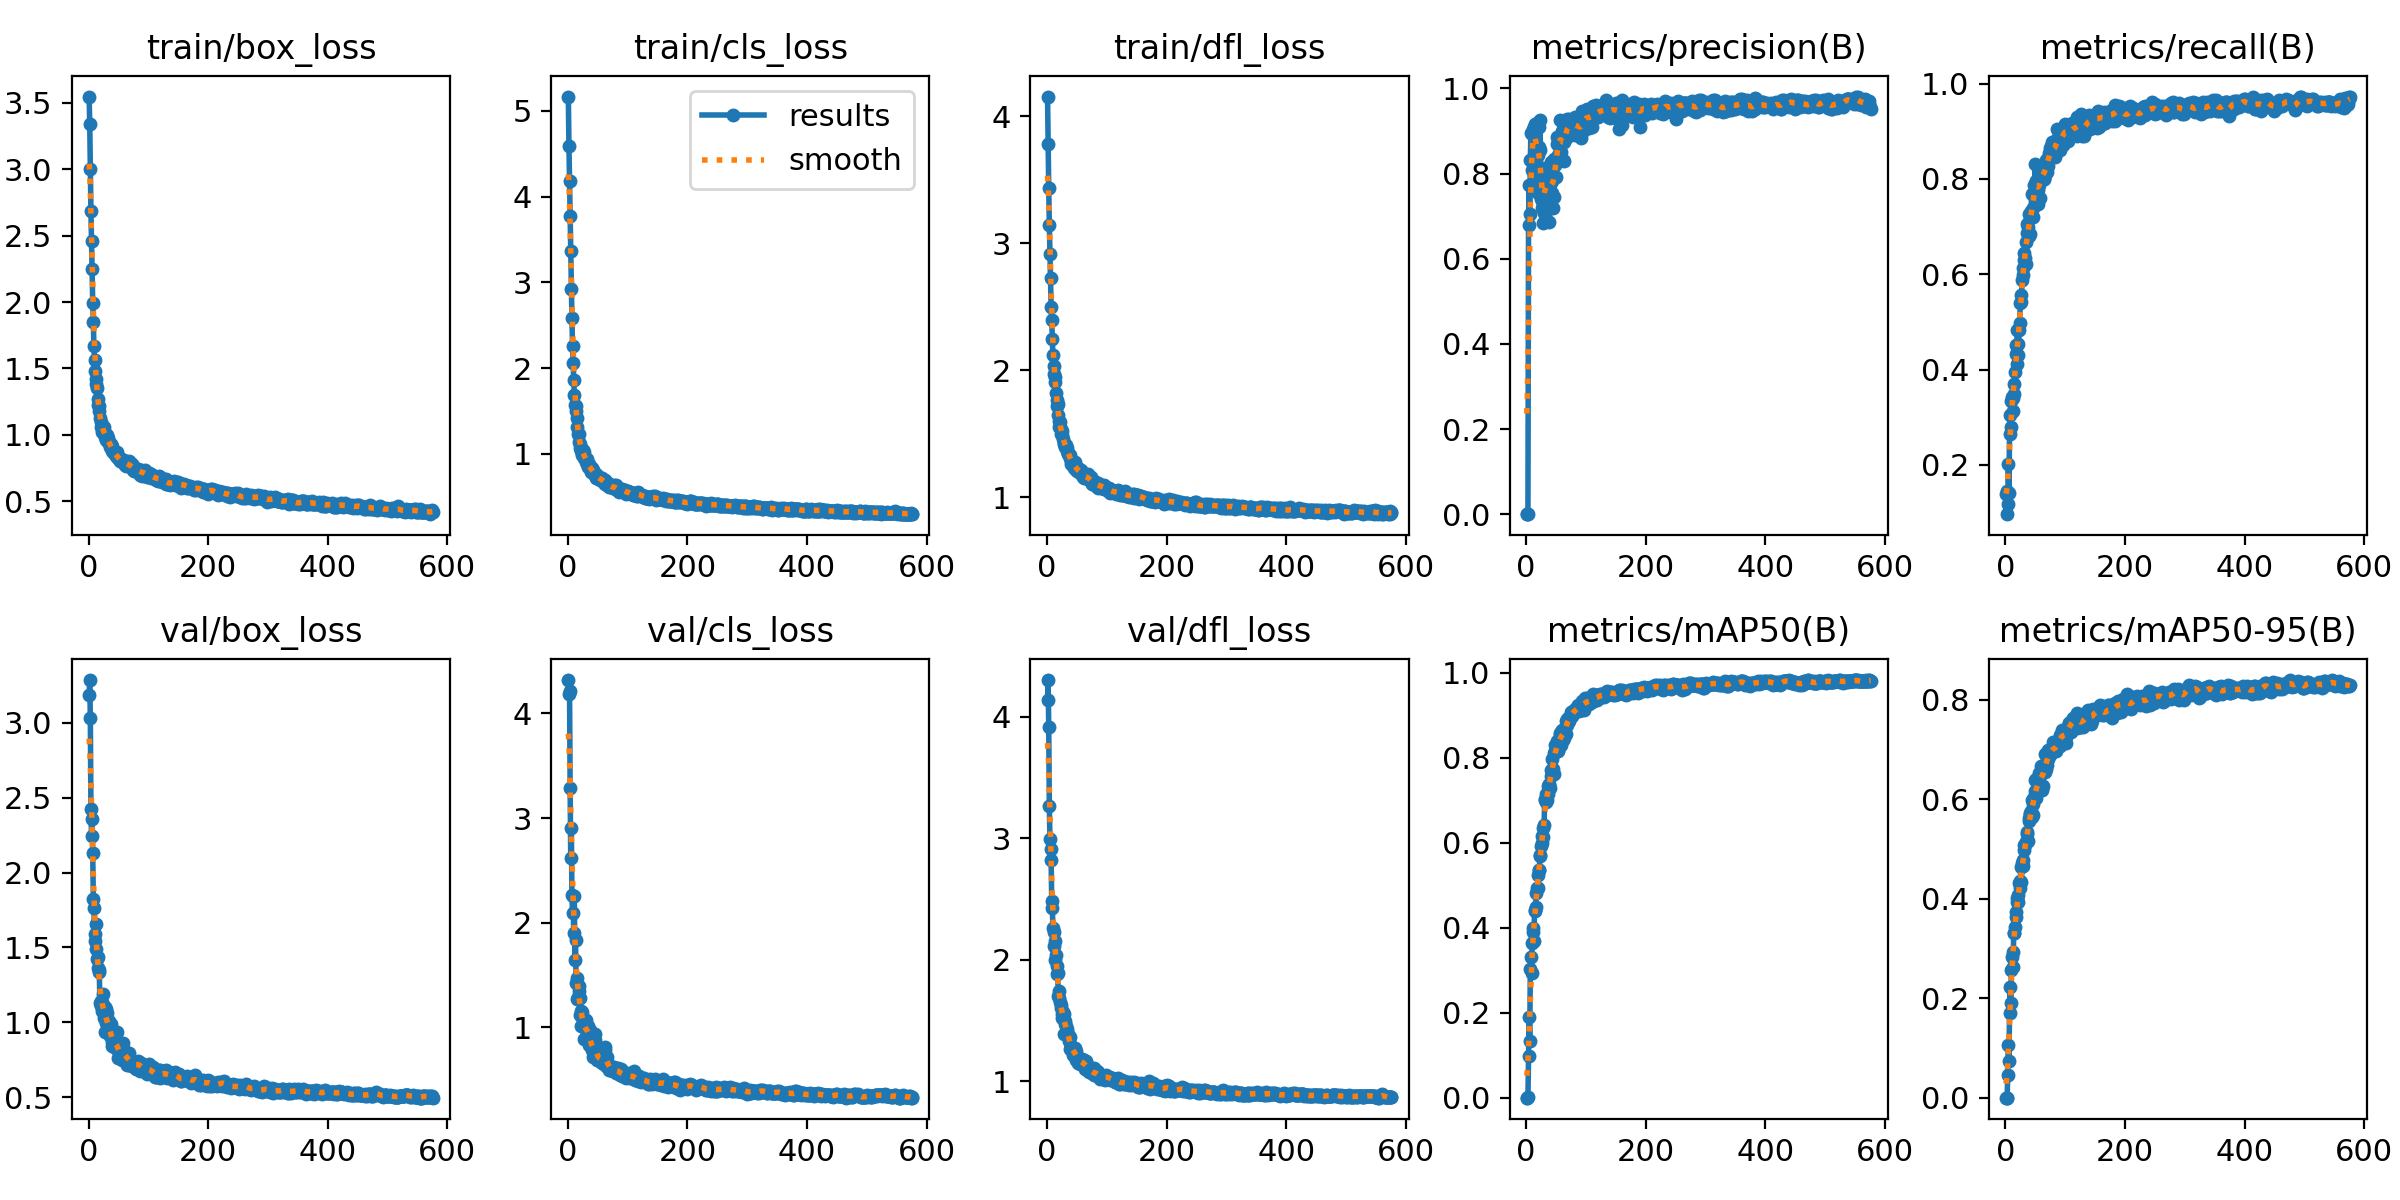 train/box_loss
3.5
3.0
2.5
2.0
1.5
1.0
0.5
0 200 400 600
train/cls_loss
results
smooth
5
4
3
2
1
0 200 400 600
train/dfl_loss
4
3
2
1
0 200 400 600
metrics/precision(B)
1.0
0.8
0.6
0.4
0.2
0.0
0 200 400 600
metrics/recall(B)
1.0
0.8
0.6
0.4
0.2
0 200 400 600
val/box_loss
3.0
2.5
2.0
1.5
1.0
0.5
0 200 400 600
val/cls_loss
4
3
2
1
0 200 400 600
val/dfl_loss
4
3
2
1
0 200 400 600
metrics/mAP50(B)
1.0
0.8
0.6
0.4
0.2
0.0
0 200 400 600
metrics/mAP50-95(B)
0.8
0.6
0.4
0.2
0.0
0 200 400 600